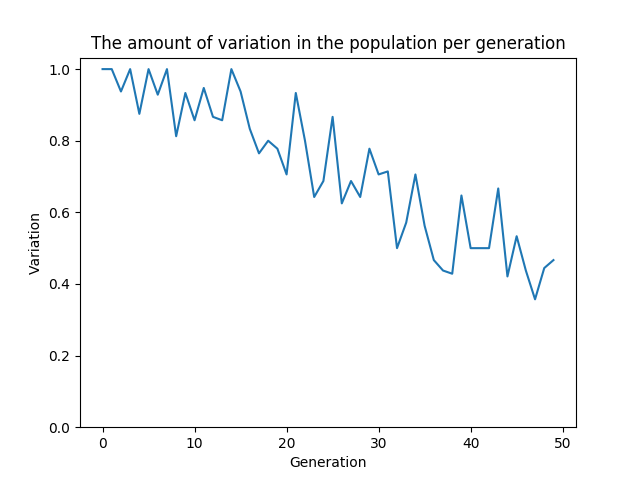 The amount of variation in the population per generation
1.0
0.8
0.6
0.4
0.2
0.0
Variation
0 10 20 30 40 50
Generation